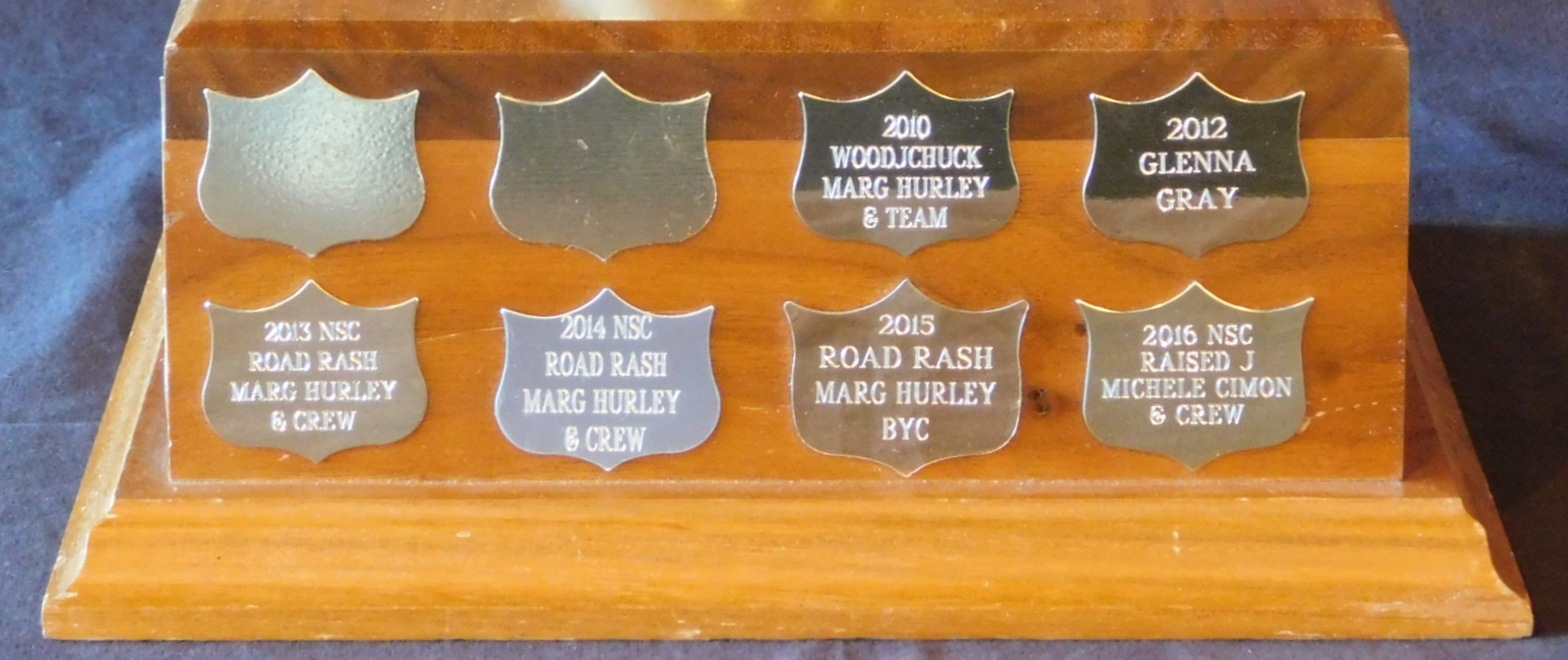 2010
WOODJCHUCK
MARG HURLEY
& TEAM
2012
GLENNA
GRAY
2013 NSC
ROAD RASH
MARG HURLEY
& CREW
2014 NSC
ROAD RASH
MARG HURLEY
& CREW
2015
ROAD RASH
MARG HURLEY
BYC
2016 NSC
RAISED J
MICHELE CIMON
& CREW